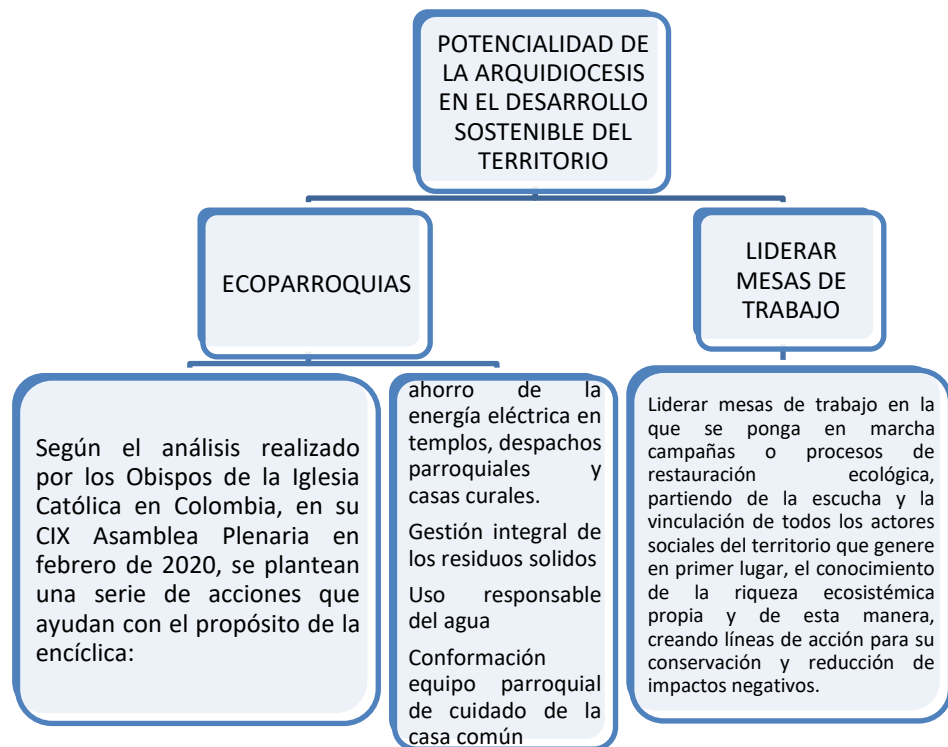 POTENCIALIDAD DE
LA ARQUIDIOCESIS
EN EL DESARROLLO
SOSTENIBLE DEL
TERRITORIO
ECOPARROQUIAS
LIDERAR
MESAS DE
TRABAJO
Según el análisis realizado
por los Obispos de la Iglesia
Católica en Colombia, en su
CIX Asamblea Plenaria en
febrero de 2020, se plantean
una serie de acciones que
ayudan con el propósito de la
encíclica:
ahorro de la
energía eléctrica en
templos, despachos
parroquiales y
casas curales.
Gestión integral de
los residuos solidos
Uso responsable
del agua
Conformación
equipo parroquial
de cuidado de la
casa común
Liderar mesas de trabajo en la
que se ponga en marcha
campañas o procesos de
restauración ecológica,
partiendo de la escucha y la
vinculación de todos los actores
sociales del territorio que genere
en primer lugar, el conocimiento
de la riqueza ecosistémica
propia y de esta manera,
creando líneas de acción para su
conservación y reducción de
impactos negativos.